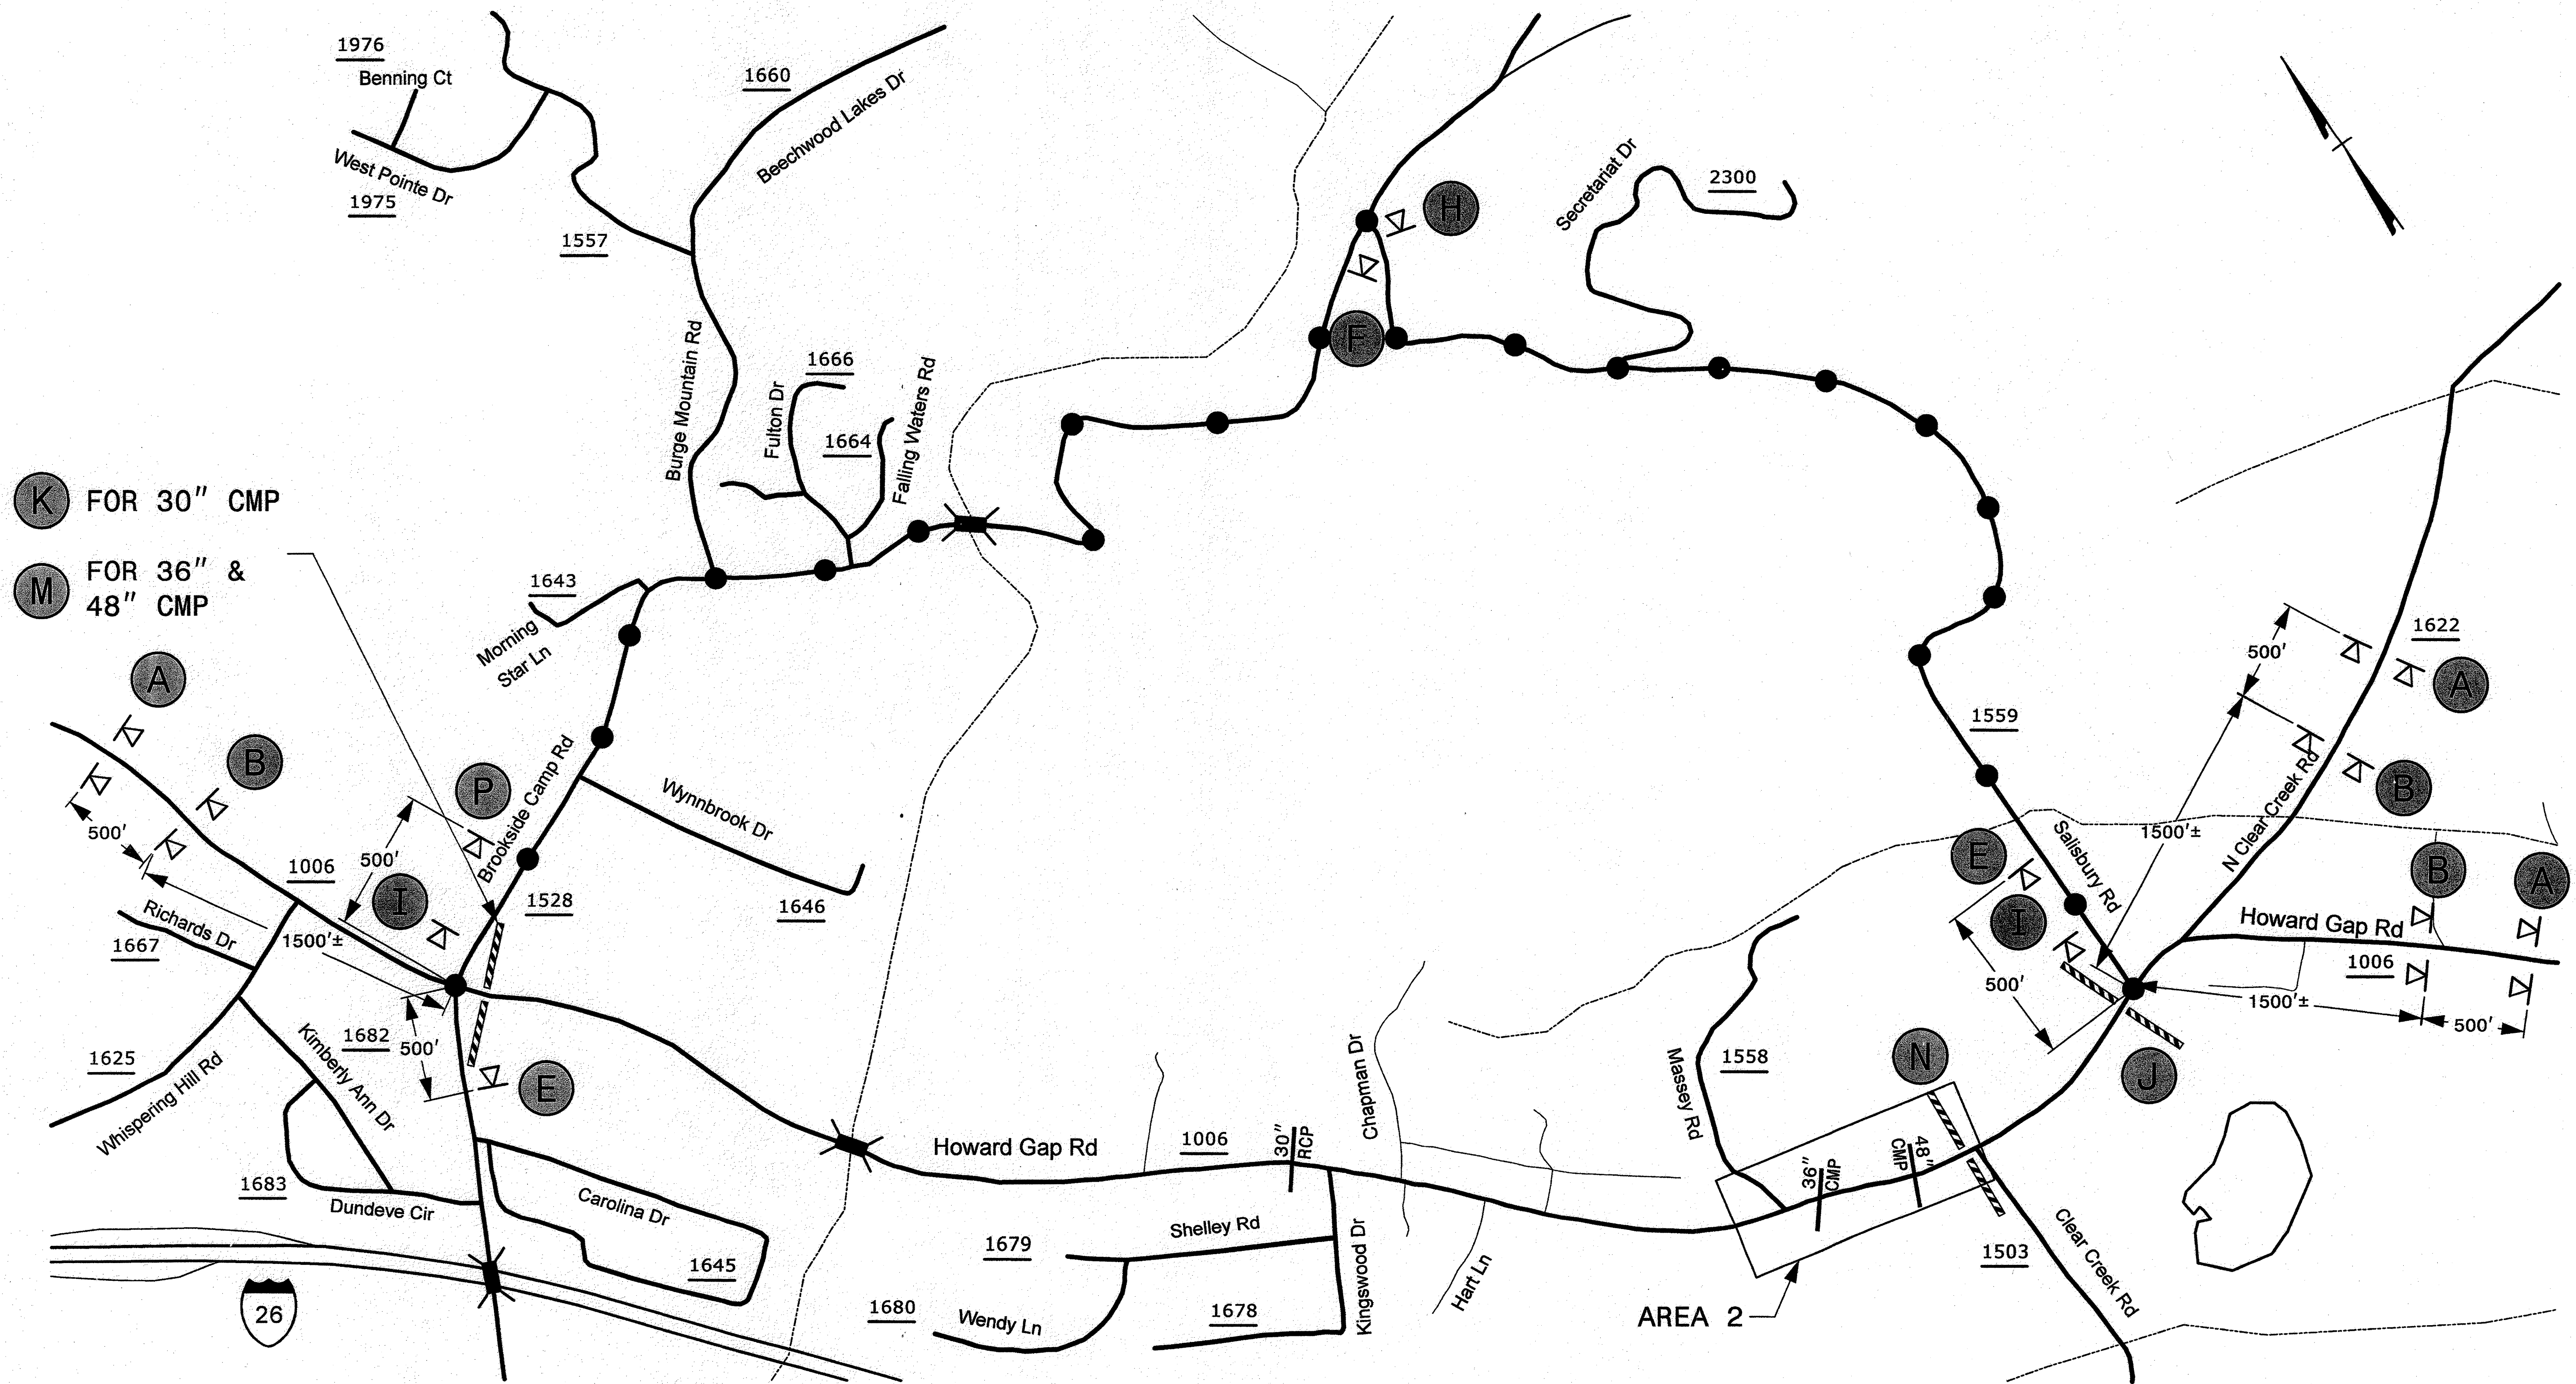 1976
Benning Ct
West Pointe Dr
1975
1557
1660
Beechwood Lakes Dr
Burge Mountain Rd
1666
Fulton Dr
1664
Falling Waters Rd
H
F
Secretariat Dr
2300
K FOR 30" CMP
M FOR 36" &
48" CMP
1643
Morning
Star Ln
A
B
500'
1500'±
1006
Richards Dr
1667
P
500'
I
Brookside Camp Rd
1528
Wynnbrook Dr
1646
1625
Whispering Hill Rd
Kimberly Ann Dr
1682
500'
E
1683
Dundeve Cir
Carolina Dr
1645
26
Howard Gap Rd
1006
30"
RCP
Chapman Dr
Shelley Rd
1679
1680
Wendy Ln
1678
Kingswood Dr
Hart Ln
Massey Rd
1558
36"
CMP
48"
CMP
N
AREA 2
1503
Clear Creek Rd
J
1559
Salisbury Rd
E
I
500'
1622
500'
A
B
1500'±
N Clear Creek Rd
B
A
Howard Gap Rd
1006
1500'±
500'